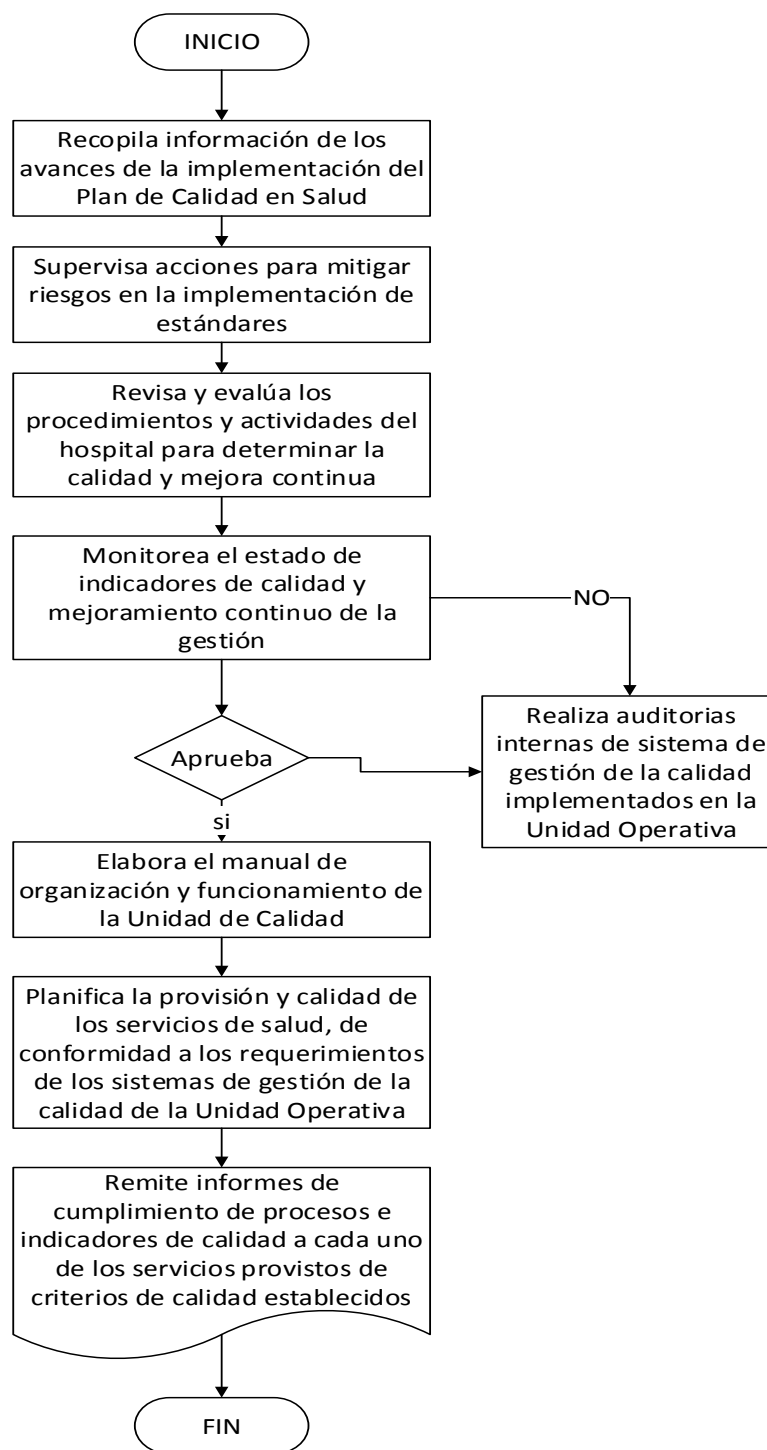 INICIO
Recopila información de los
avances de la implementación del
Plan de Calidad en Salud
Supervisa acciones para mitigar
riesgos en la implementación de
estándares
Revisa y evalúa los
procedimientos y actividades del
hospital para determinar la
calidad y mejora continua
Monitorea el estado de
indicadores de calidad y
mejoramiento continuo de la
gestión
NO
Realiza auditorias
internas de sistema de
gestión de la calidad
implementados en la
Unidad Operativa
Aprueba
si
Elabora el manual de
organización y funcionamiento de
la Unidad de Calidad
Planifica la provisión y calidad de
los servicios de salud, de
conformidad a los requerimientos
de los sistemas de gestión de la
calidad de la Unidad Operativa
Remite informes de
cumplimiento de procesos e
indicadores de calidad a cada uno
de los servicios provistos de
criterios de calidad establecidos
FIN